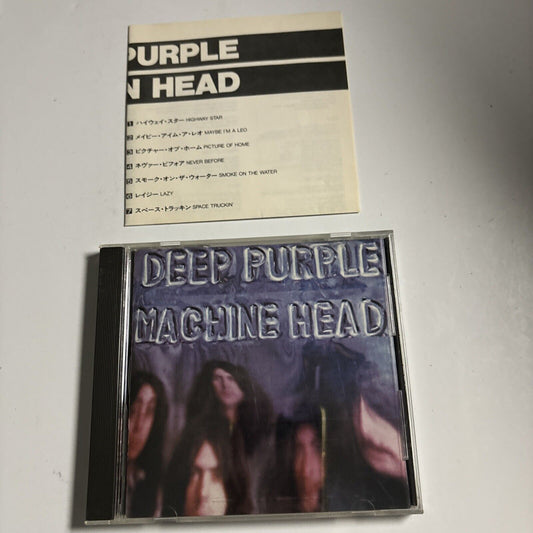 PURPLE
N HEAD
1 ハイウェイ・スター HIGHWAY STAR
2 メイビー・アイム・ア・レオ MAYBE I'M A LEO
3 ピクチャー・オブ・ホーム PICTURE OF HOME
4 ネヴァー・ビフォア NEVER BEFORE
5 スモーク・オン・ザ・ウォーター SMOKE ON THE WATER
6 レイジー LAZY
7 スペース・トラッキン SPACE TRUCKIN'
DEEP PURPLE
MACHINE HEAD